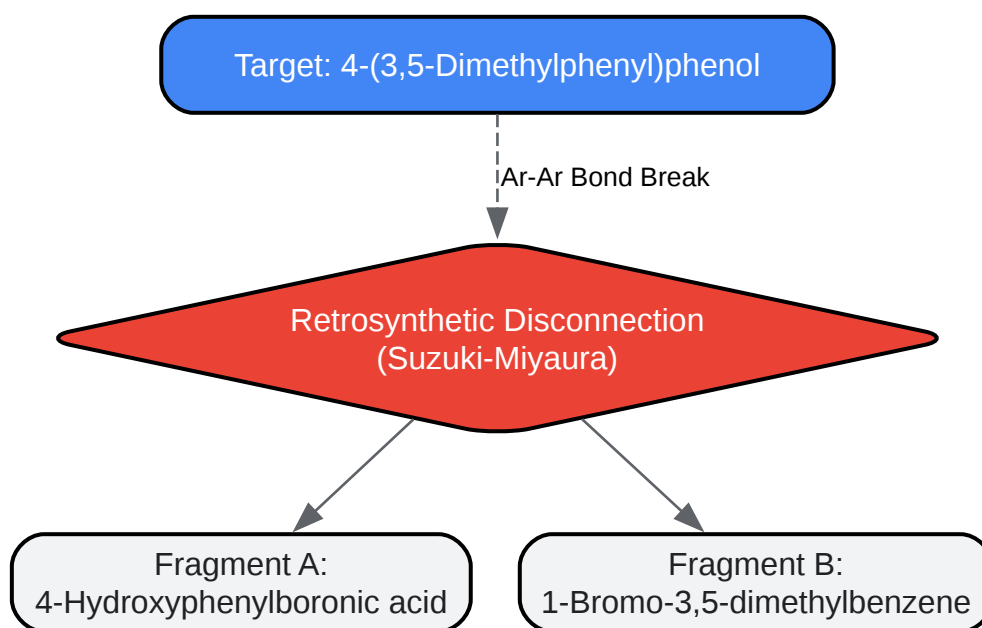 Target: 4-(3,5-Dimethylphenyl)phenol
Ar-Ar Bond Break
Retrosynthetic Disconnection
(Suzuki-Miyaura)
Fragment A:
4-Hydroxyphenylboronic acid
Fragment B:
1-Bromo-3,5-dimethylbenzene